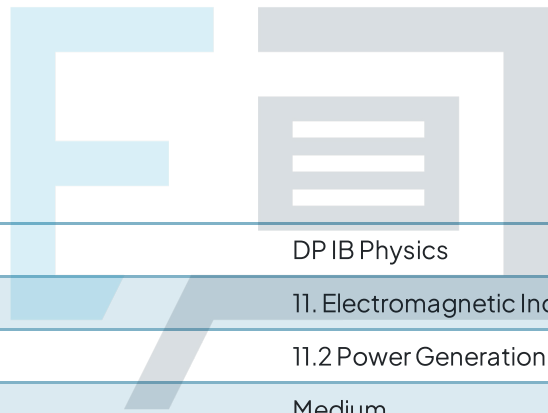 DP IB Physics
11. Electromagnetic
11.2 Power Generation
Medium